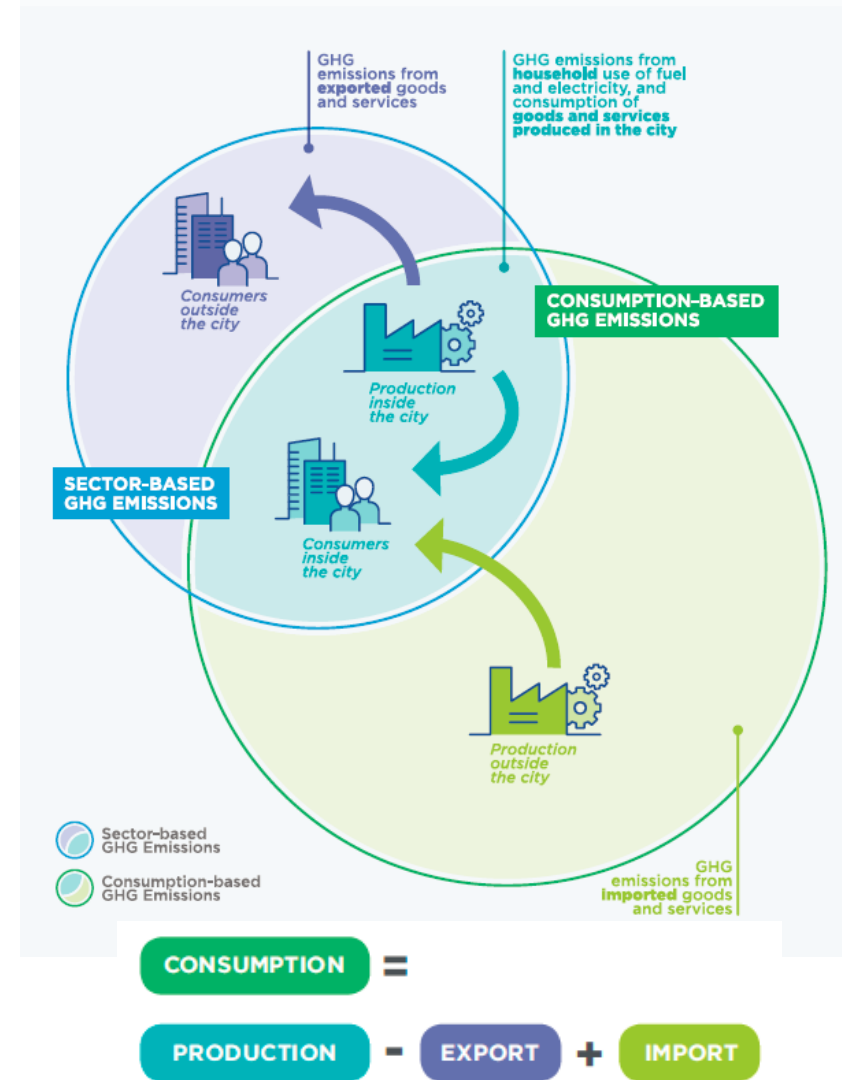 GHG
emissions from
exported goods
and services
GHG emissions from
household use of fuel
and electricity, and
consumption of
goods and services
produced in the city
Consumers
outside
the city
CONSUMPTION-BASED
GHG EMISSIONS
Production
inside
the city
SECTOR-BASED
GHG EMISSIONS
Consumers
inside
the city
Production
outside
the city
Sector-based
GHG Emissions
Consumption-based
GHG Emissions
GHG
emissions from
Imported goods
and services
CONSUMPTION =
PRODUCTION - EXPORT + IMPORT